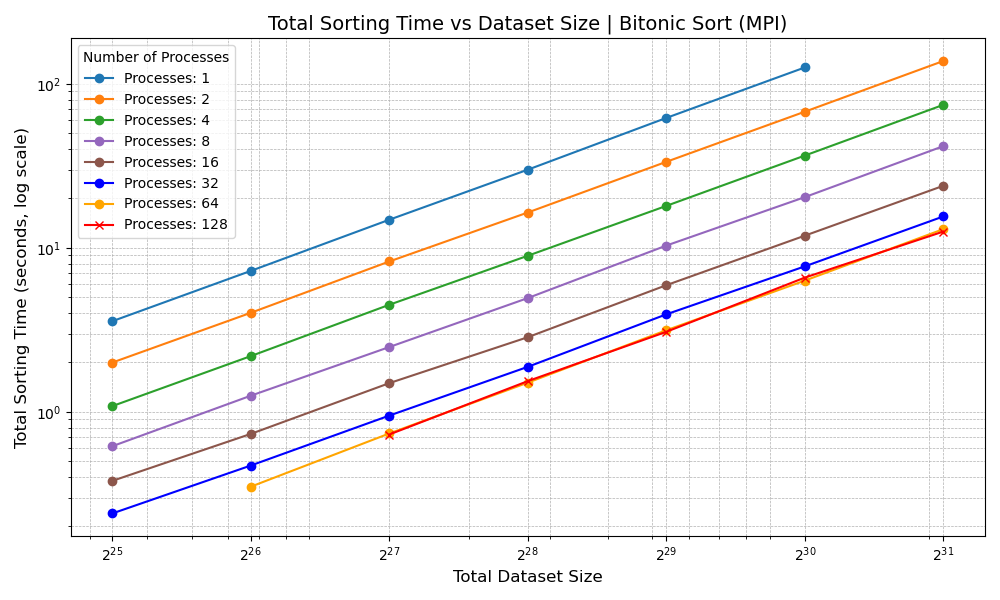 Total Sorting Time vs Dataset Size | Bitonic Sort (MPI)
Number of Processes
Processes: 1
Processes: 2
Processes: 4
Processes: 8
Processes: 16
Processes: 32
Processes: 64
Processes: 128
Total Sorting Time (seconds, log scale)
10²
10¹
10⁰
2²⁵ 2²⁶ 2²⁷ 2²⁸ 2²⁹ 2³⁰ 2³¹
Total Dataset Size